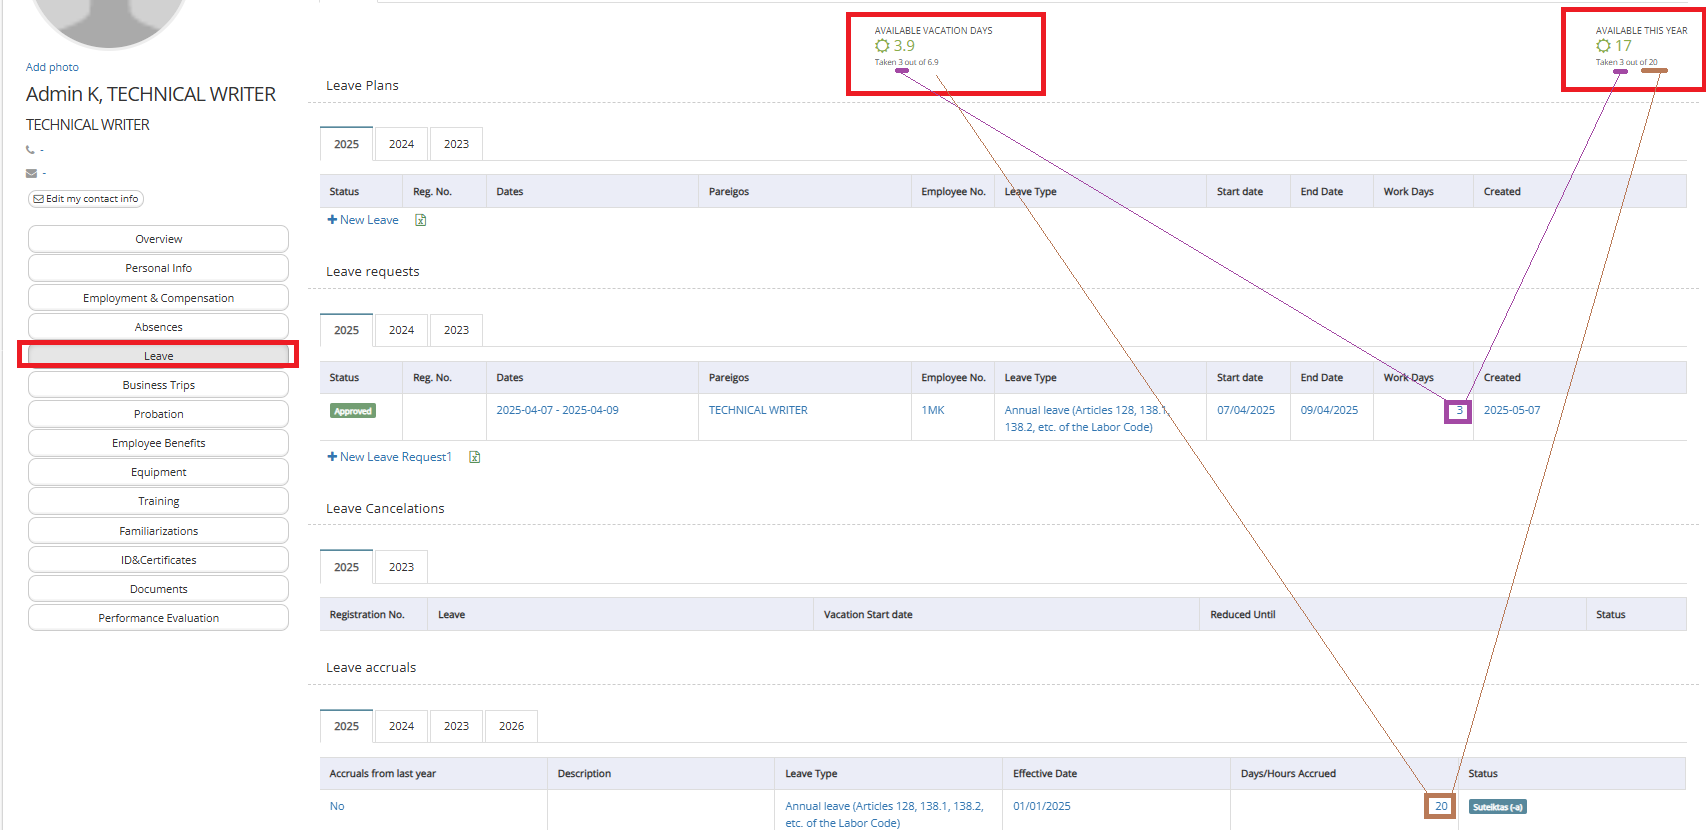 Add photo
Admin K, TECHNICAL WRITER
TECHNICAL WRITER
-
-
Edit my contact info
Overview
Personal Info
Employment & Compensation
Absences
Leave
Business Trips
Probation
Employee Benefits
Equipment
Training
Familiarizations
ID&Certificates
Documents
Performance Evaluation
AVAILABLE VACATION DAYS
3.9
Taken 3 out of 6.9
AVAILABLE THIS YEAR
17
Taken 3 out of 20
Leave Plans
2025 2024 2023
Status Reg. No. Dates Pareigos Employee No. Leave Type Start date End Date Work Days Created
New Leave
Leave requests
2025 2024 2023
Status Reg. No. Dates Pareigos Employee No. Leave Type Start date End Date Work Days Created
Approved 2025-04-07 - 2025-04-09 TECHNICAL WRITER 1MK Annual leave (Articles 128, 138.1, 07/04/2025 09/04/2025 3 2025-05-07
138.2, etc. of the Labor Code)
New Leave Request1
Leave Cancelations
2025 2023
Registration No. Leave Vacation Start date Reduced Until Status
Leave accruals
2025 2024 2023 2026
Accruals from last year Description Leave Type Effective Date Days/Hours Accrued Status
No Annual leave (Articles 128, 138.1, 138.2, 01/01/2025 20 Suteiktas (-a)
etc. of the Labor Code)